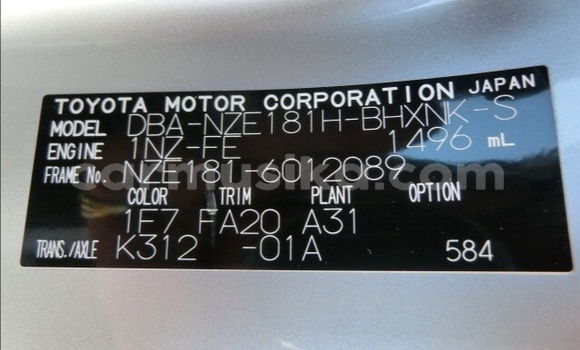 TOYOTA MOTOR CORPORATION JAPAN
MODEL DBA-NZE181H-BHXNK-S
ENGINE 1NZ-FE 1496 mL
FRAME No. NZE181-6012089
COLOR TRIM PLANT OPTION
1F7 FA20 A31
TRANS./AXLE K312 -01A 584